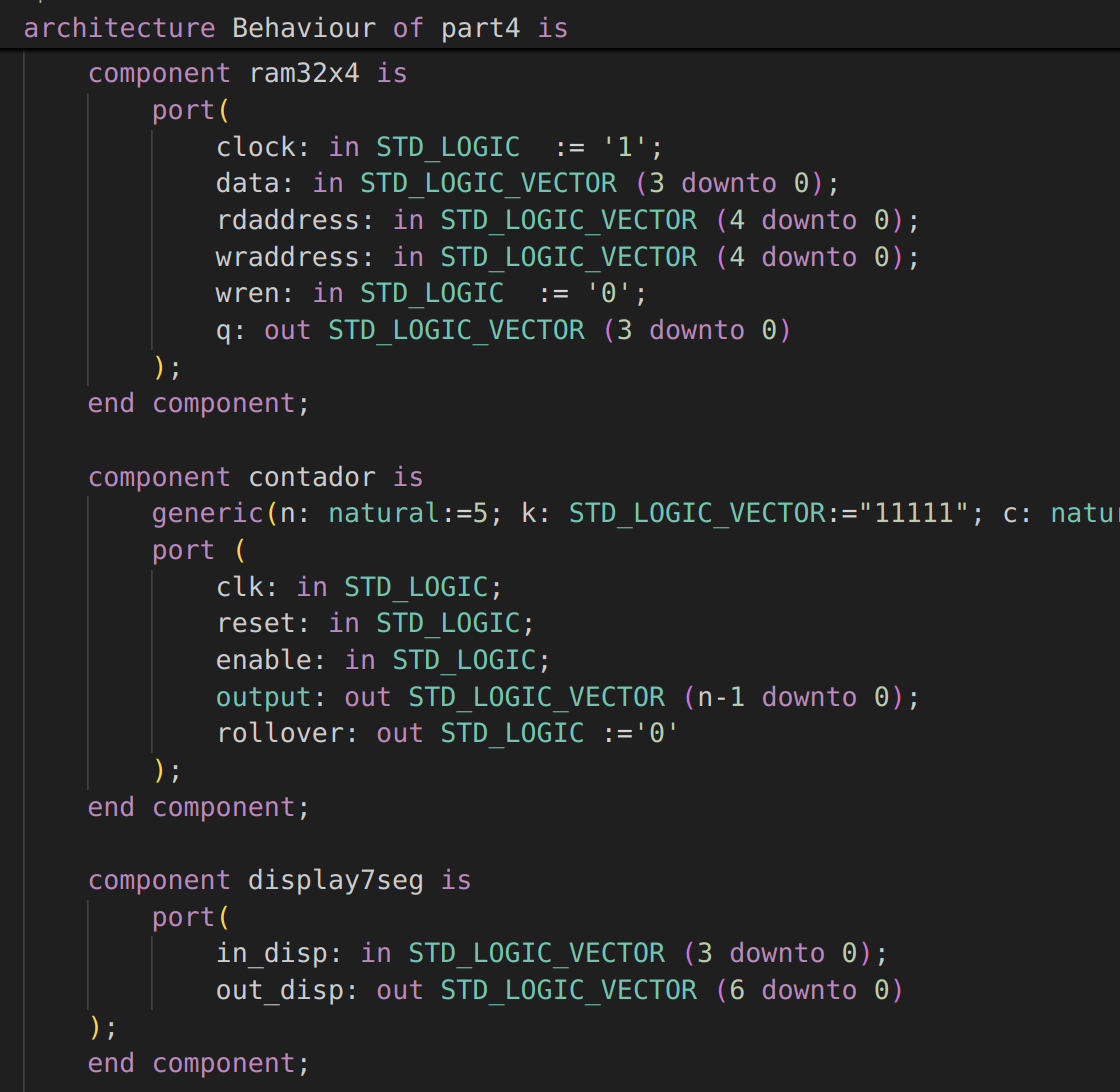 architecture Behaviour of part4 is
    component ram32x4 is
        port(
            clock: in STD_LOGIC  := '1';
            data: in STD_LOGIC_VECTOR (3 downto 0);
            rdaddress: in STD_LOGIC_VECTOR (4 downto 0);
            wraddress: in STD_LOGIC_VECTOR (4 downto 0);
            wren: in STD_LOGIC  := '0';
            q: out STD_LOGIC_VECTOR (3 downto 0)
        );
    end component;

    component contador is
        generic(n: natural:=5; k: STD_LOGIC_VECTOR:="11111"; c: natu
        port (
            clk: in STD_LOGIC;
            reset: in STD_LOGIC;
            enable: in STD_LOGIC;
            output: out STD_LOGIC_VECTOR (n-1 downto 0);
            rollover: out STD_LOGIC :='0'
        );
    end component;

    component display7seg is
        port(
            in_disp: in STD_LOGIC_VECTOR (3 downto 0);
            out_disp: out STD_LOGIC_VECTOR (6 downto 0)
    );
    end component;